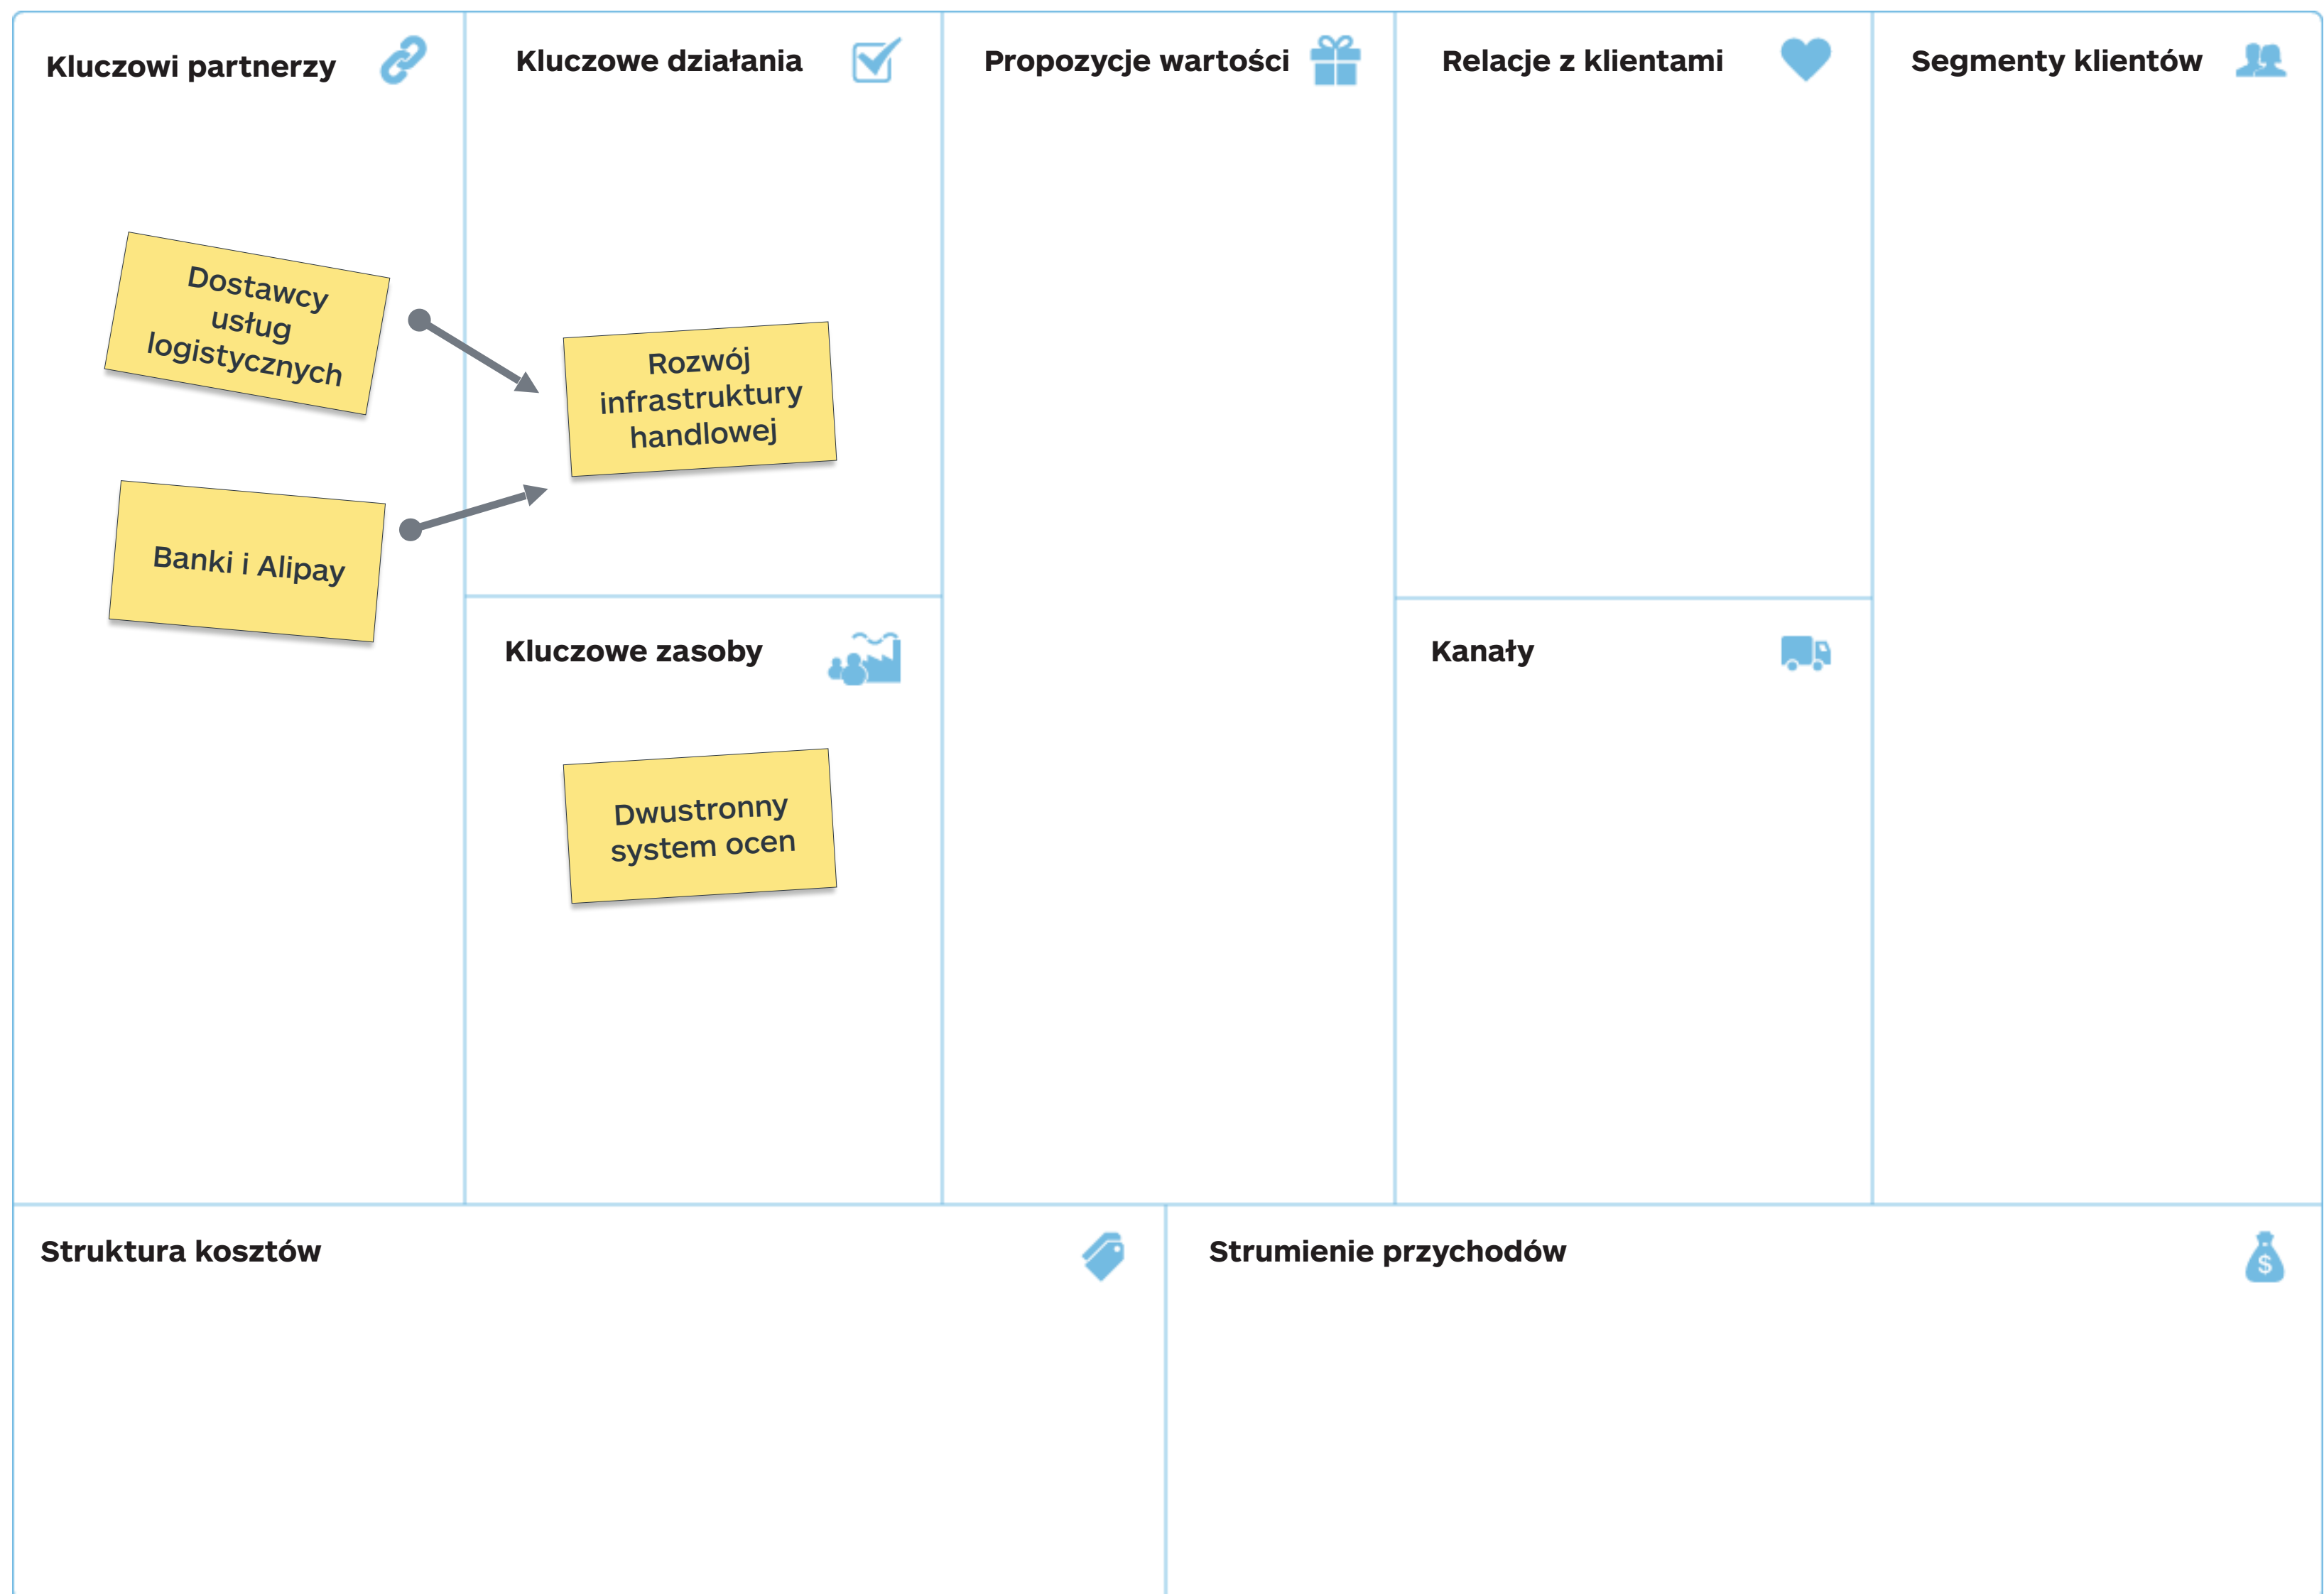 Kluczowi partnerzy
Dostawcy
usług
logistycznych
Banki i Alipay
Kluczowe działania
Rozwój
infrastruktury
handlowej
Kluczowe zasoby
Dwustronny
system ocen
Propozycje wartości
Relacje z klientami
Kanały
Segmenty klientów
Struktura kosztów
Strumienie przychodów
$